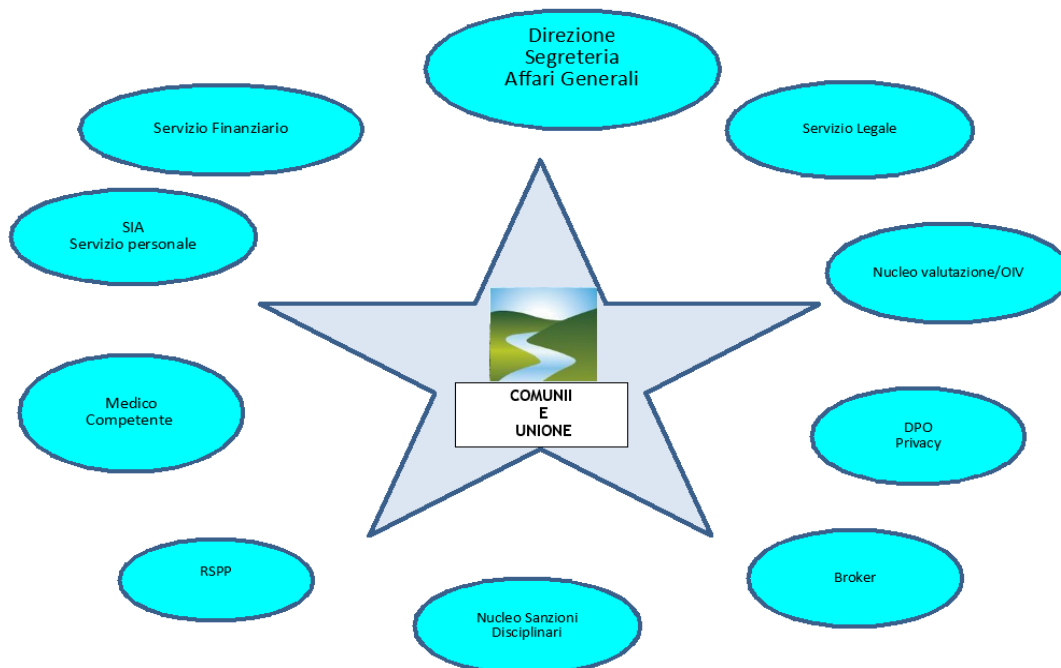 Direzione
Segreteria
Affari Generali
Servizio Finanziario
Servizio Legale
SIA
Servizio personale
Nucleo valutazione/OIV
COMUNII
E
UNIONE
Medico
Competente
DPO
Privacy
RSPP
Broker
Nucleo Sanzioni
Disciplinari